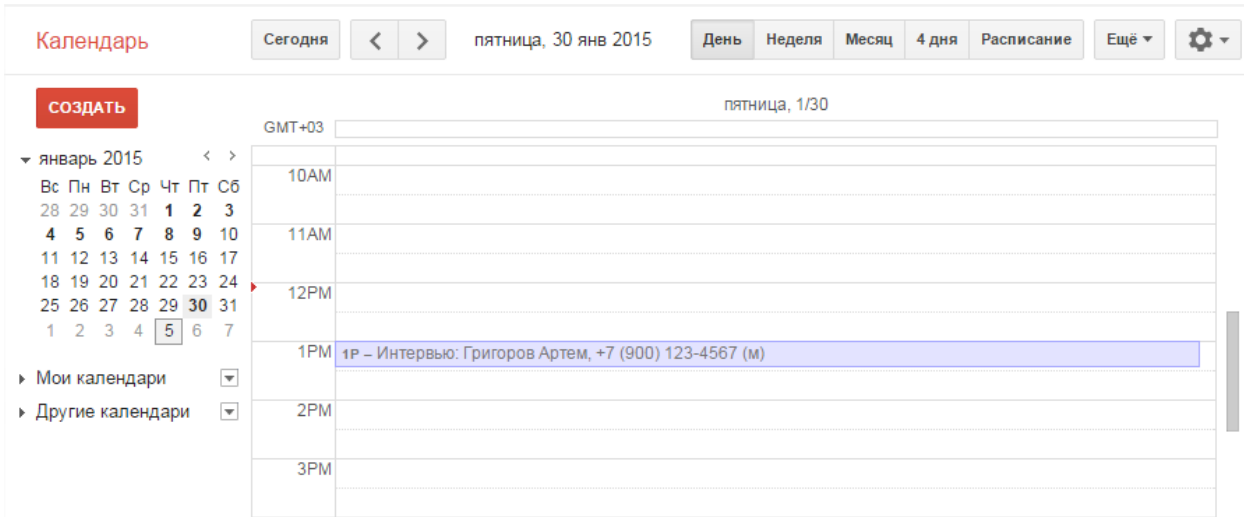 Календарь
Сегодня < > пятница, 30 янв 2015 День Неделя Месяц 4 дня Расписание Ещё
СОЗДАТЬ
январь 2015 < >
Вс Пн Вт Ср Чт Пт Сб
28 29 30 31 1 2 3
4 5 6 7 8 9 10
11 12 13 14 15 16 17
18 19 20 21 22 23 24
25 26 27 28 29 30 31
1 2 3 4 5 6 7
Мои календари
Другие календари
пятница, 1/30
GMT+03
10AM
11AM
12PM
1PM 1P – Интервью: Григоров Артем, +7 (900) 123-4567 (м)
2PM
3PM